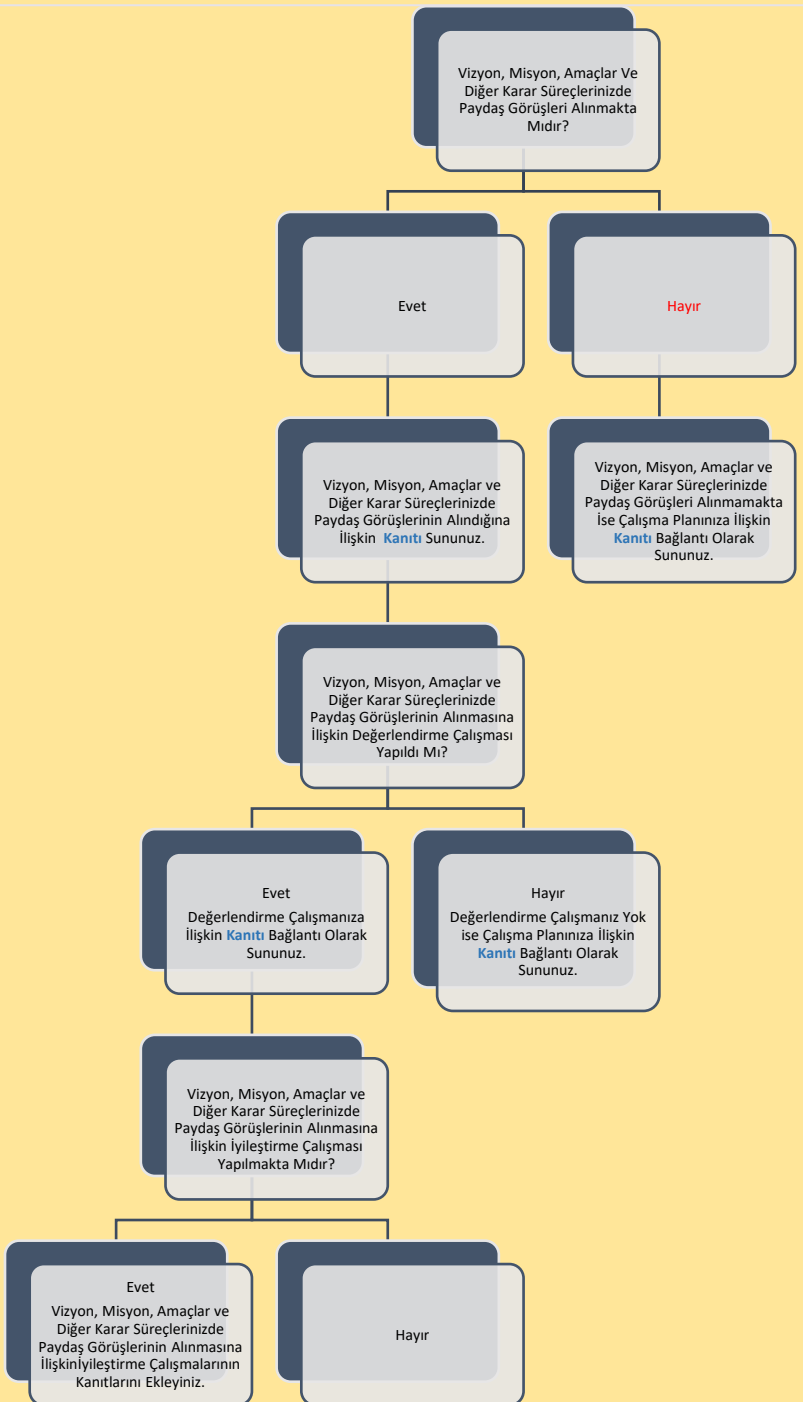 Vizyon, Misyon, Amaçlar Ve
Diğer Karar Süreçlerinizde
Paydaş Görüşleri Alınmakta
Mıdır?
Evet
Hayır
Vizyon, Misyon, Amaçlar ve
Diğer Karar Süreçlerinizde
Paydaş Görüşlerinin Alındığına
İlişkin Kanıtı Sununuz.
Vizyon, Misyon, Amaçlar ve
Diğer Karar Süreçlerinizde
Paydaş Görüşleri Alınmamakta
İse Çalışma Planınıza İlişkin
Kanıtı Bağlantı Olarak
Sununuz.
Vizyon, Misyon, Amaçlar ve
Diğer Karar Süreçlerinizde
Paydaş Görüşlerinin Alınmasına
İlişkin Değerlendirme Çalışması
Yapıldı Mı?
Evet
Değerlendirme Çalışmanıza
İlişkin Kanıtı Bağlantı Olarak
Sununuz.
Hayır
Değerlendirme Çalışmanız Yok
ise Çalışma Planınıza İlişkin
Kanıtı Bağlantı Olarak
Sununuz.
Vizyon, Misyon, Amaçlar ve
Diğer Karar Süreçlerinizde
Paydaş Görüşlerinin Alınmasına
İlişkin İyileştirme Çalışması
Yapılmakta Mıdır?
Evet
Vizyon, Misyon, Amaçlar ve
Diğer Karar Süreçlerinizde
Paydaş Görüşlerinin Alınmasına
İlişkinİyileştirme Çalışmalarının
Kanıtlarını Ekleyiniz.
Hayır